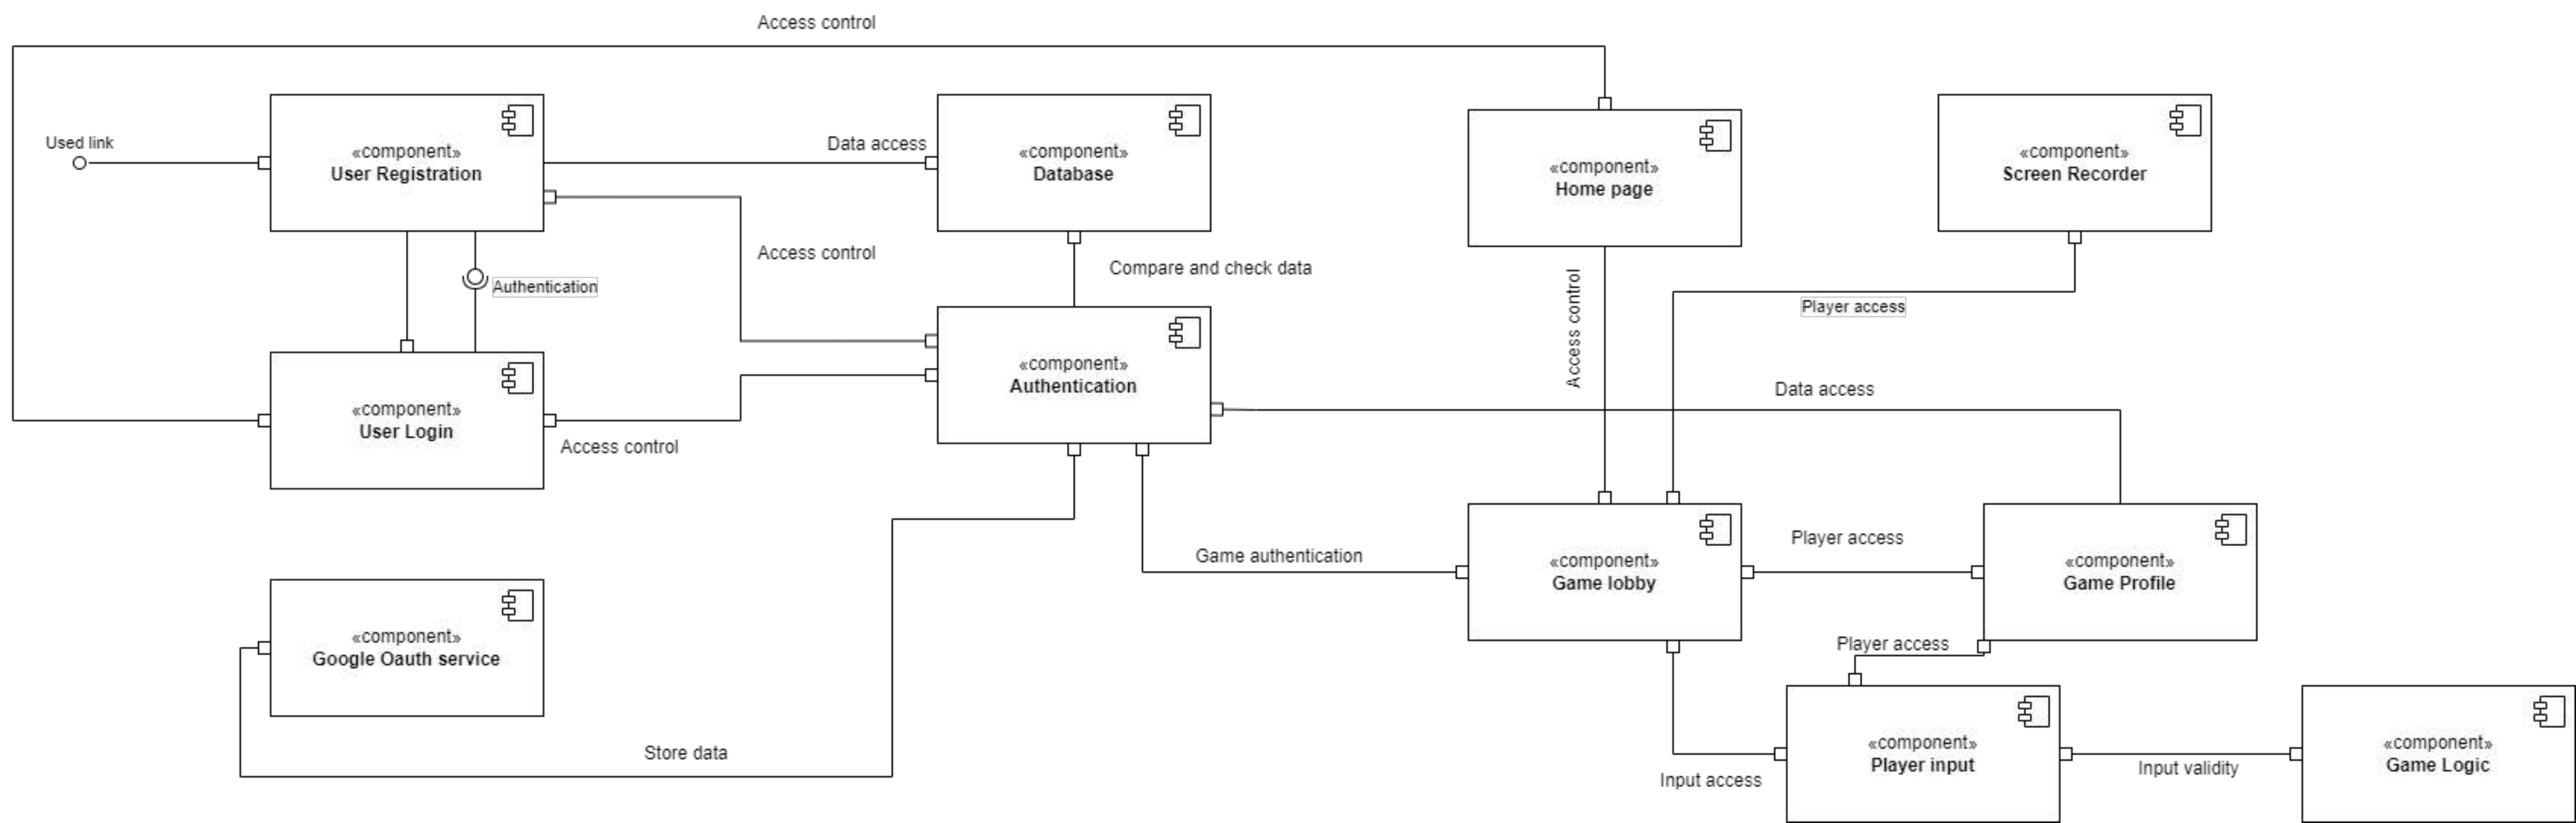 Access control
Used link
«component»
User Registration
Data access
«component»
Database
«component»
Home page
«component»
Screen Recorder
Access control
Authentication
Compare and check data
Access control
Player access
«component»
User Login
Access control
«component»
Authentication
Data access
Game authentication
«component»
Game lobby
Player access
«component»
Game Profile
«component»
Google Oauth service
Player access
Store data
Input access
«component»
Player input
Input validity
«component»
Game Logic